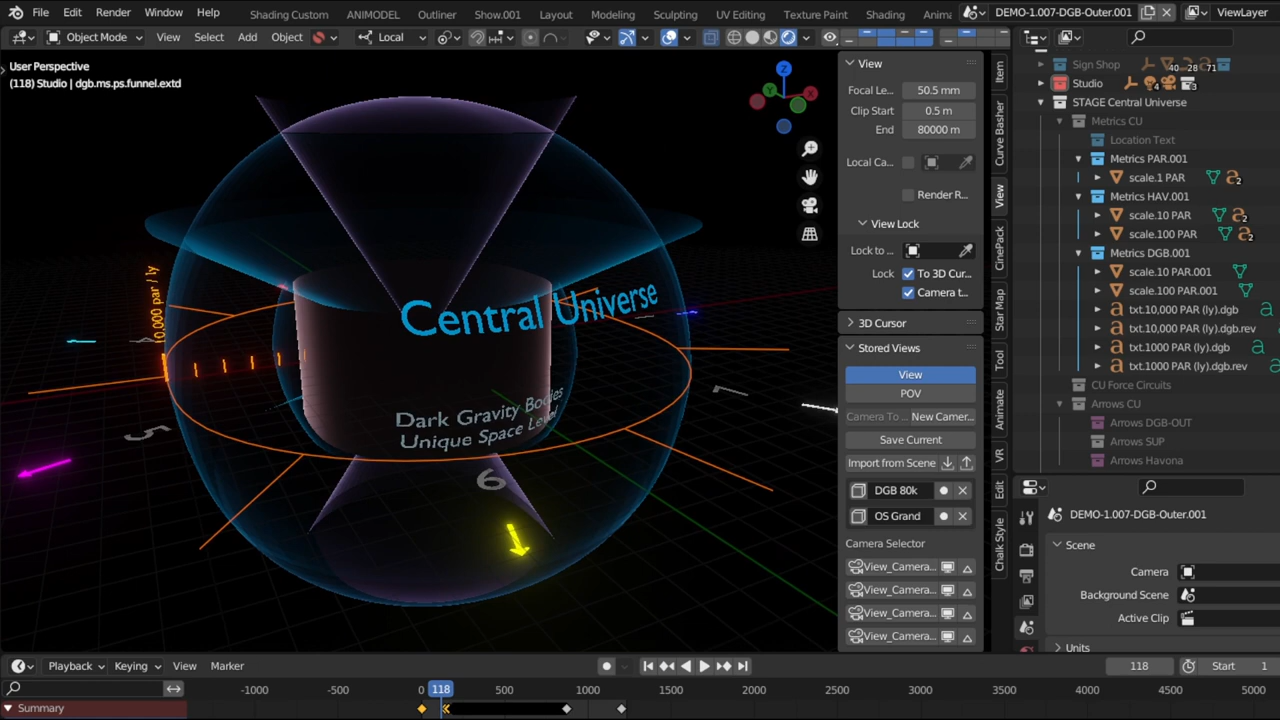 File Edit Render Window Help Shading Custom ANIMODEL Outliner Show.001 Layout Modeling Sculpting UV Editing Texture Paint Shading Anima DEMO-1.007-DGB-Outer.001 ViewLayer
Object Mode View Select Add Object Local
User Perspective
(118) Studio | dgb.ms.ps.funnel.extd
Z
Y
X
par / ly
Central Universe
Dark Gravity Bodies
Unique Space Level
5
6
7
View
Focal Le... 50.5 mm
Clip Start 0.5 m
End 80000 m
Local Ca...
Render R...
View Lock
Lock to
Lock To 3D Cur...
Camera t...
3D Cursor
Stored Views
View
POV
Camera To ... New Camer...
Save Current
Import from Scene
DGB 80k
OS Grand
Camera Selector
View_Camera...
View_Camera...
View_Camera...
View_Camera...
Item
Curve Basher
View
CinePack
Star Map
Tool
Animate
VR
Edit
Chalk Style
Sign Shop 40 28 71
Studio 4 3
STAGE Central Universe
Metrics CU
Location Text
Metrics PAR.001
scale.1 PAR 2
Metrics HAV.001
scale.10 PAR 2
scale.100 PAR 2
Metrics DGB.001
scale.10 PAR.001
scale.100 PAR.001
txt.10,000 PAR (ly).dgb
txt.10,000 PAR (ly).dgb.rev
txt.1000 PAR (ly).dgb
txt.1000 PAR (ly).dgb.rev
CU Force Circuits
Arrows CU
Arrows DGB-OUT
Arrows SUP
Arrows Havona
DEMO-1.007-DGB-Outer.001
Scene
Camera
Background Scene
Active Clip
Units
Playback Keying View Marker 118 Start 1
-1000 -500 0 118 500 1000 1500 2000 2500 3000 3500 4000 4500 5000
Summary